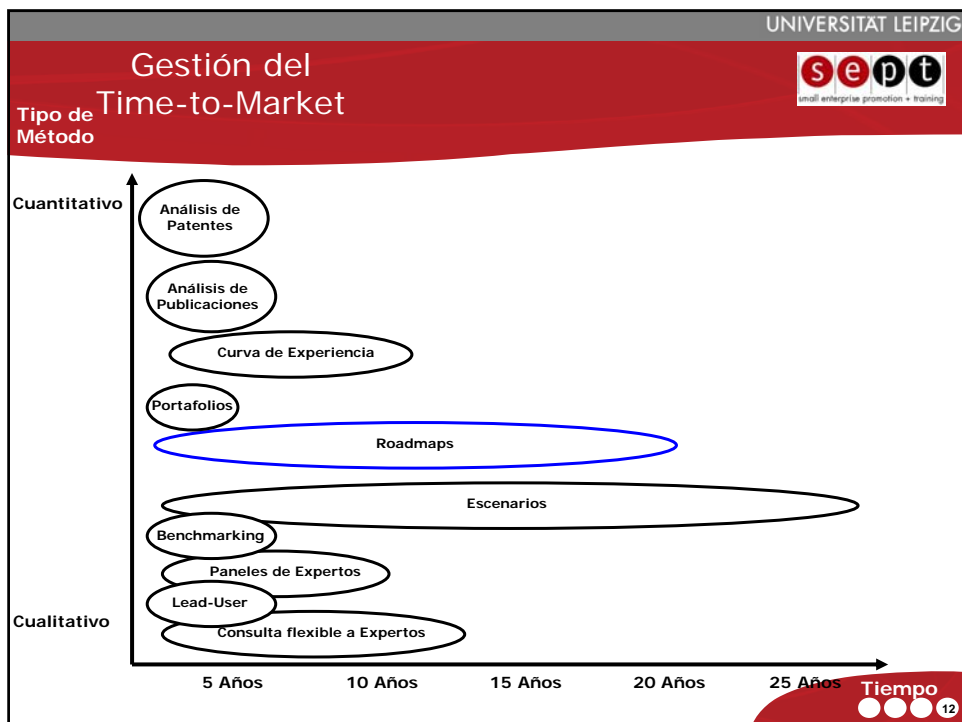 UNIVERSITÄT LEIPZIG
Gestión del
Time-to-Market
sept
small enterprise promotion + training
Tipo de
Método
Cuantitativo
Análisis de
Patentes
Análisis de
Publicaciones
Curva de Experiencia
Portafolios
Roadmaps
Escenarios
Benchmarking
Paneles de Expertos
Lead-User
Consulta flexible a Expertos
Cualitativo
5 Años
10 Años
15 Años
20 Años
25 Años
Tiempo
12